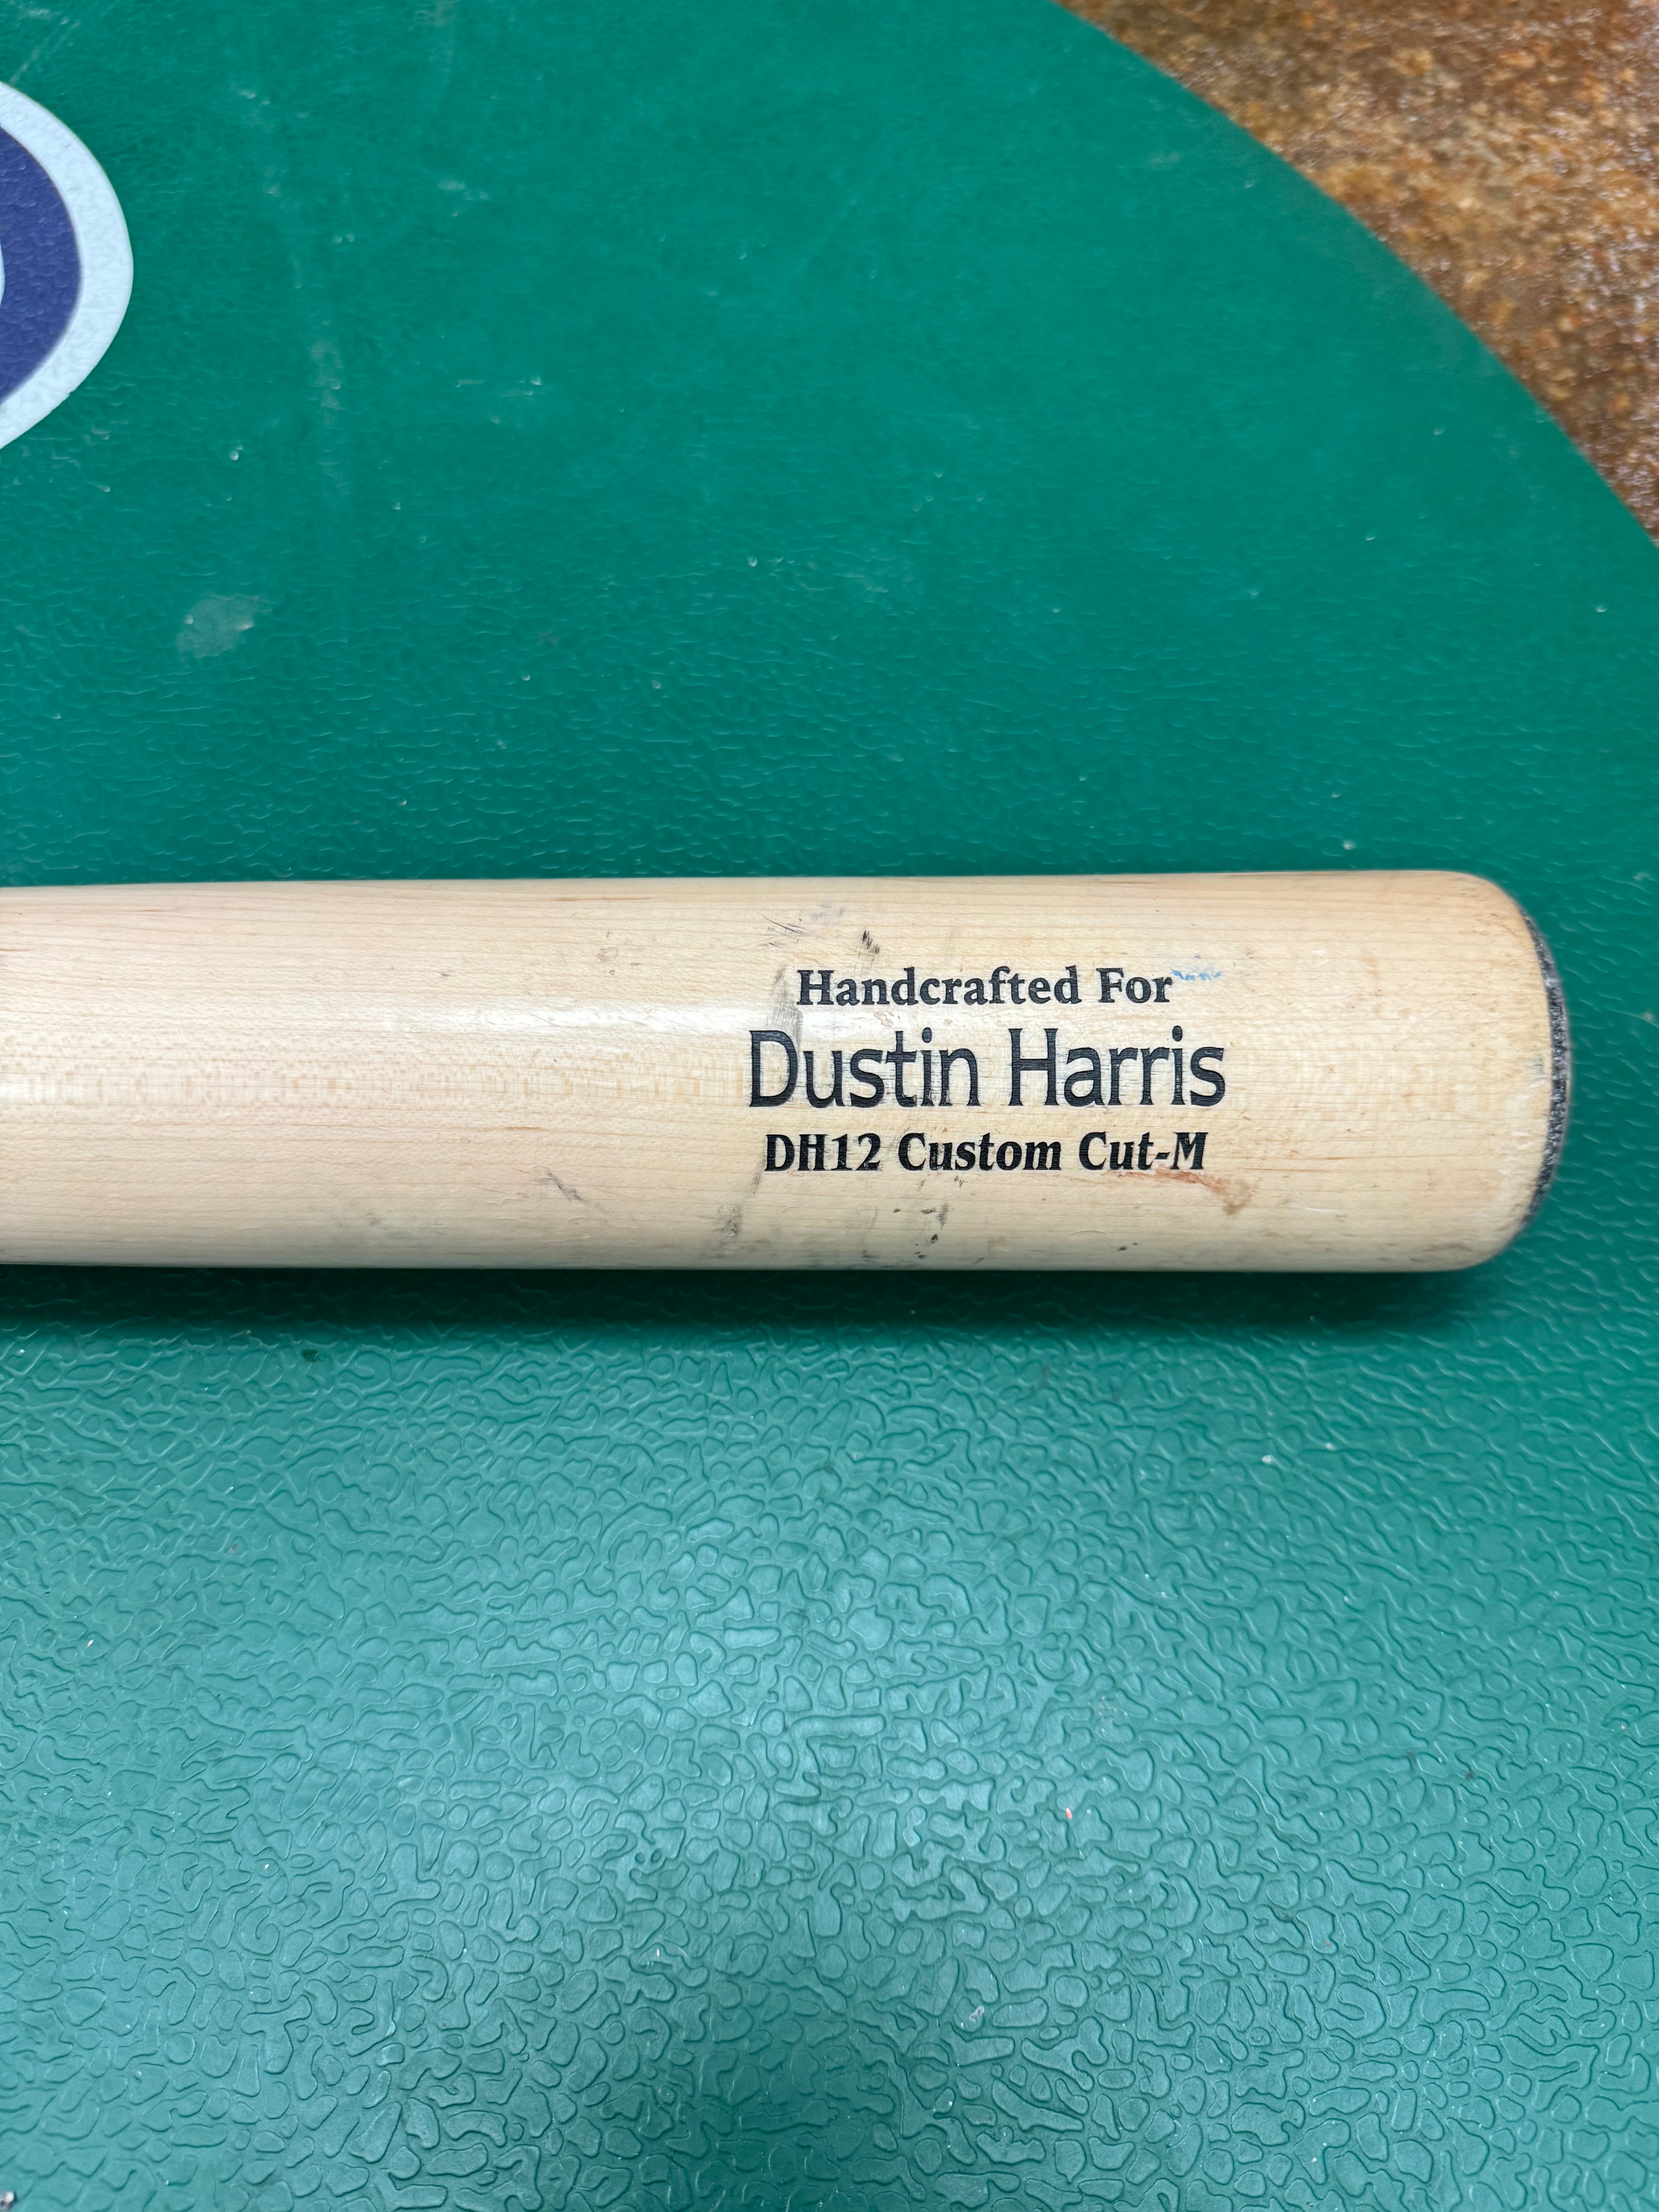 Handcrafted For
Dustin Harris
DH12 Custom Cut-M